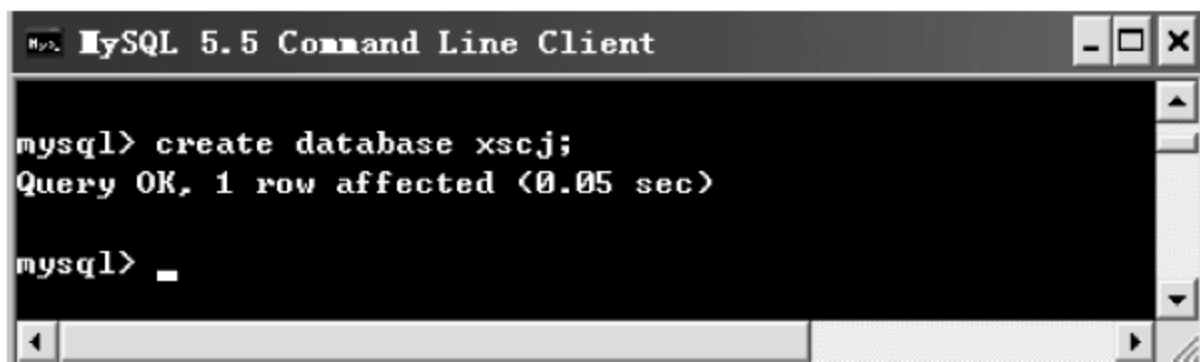 MySQL 5.5 Command Line Client
mysql> create database xscj;
Query OK, 1 row affected (0.05 sec)
mysql> _